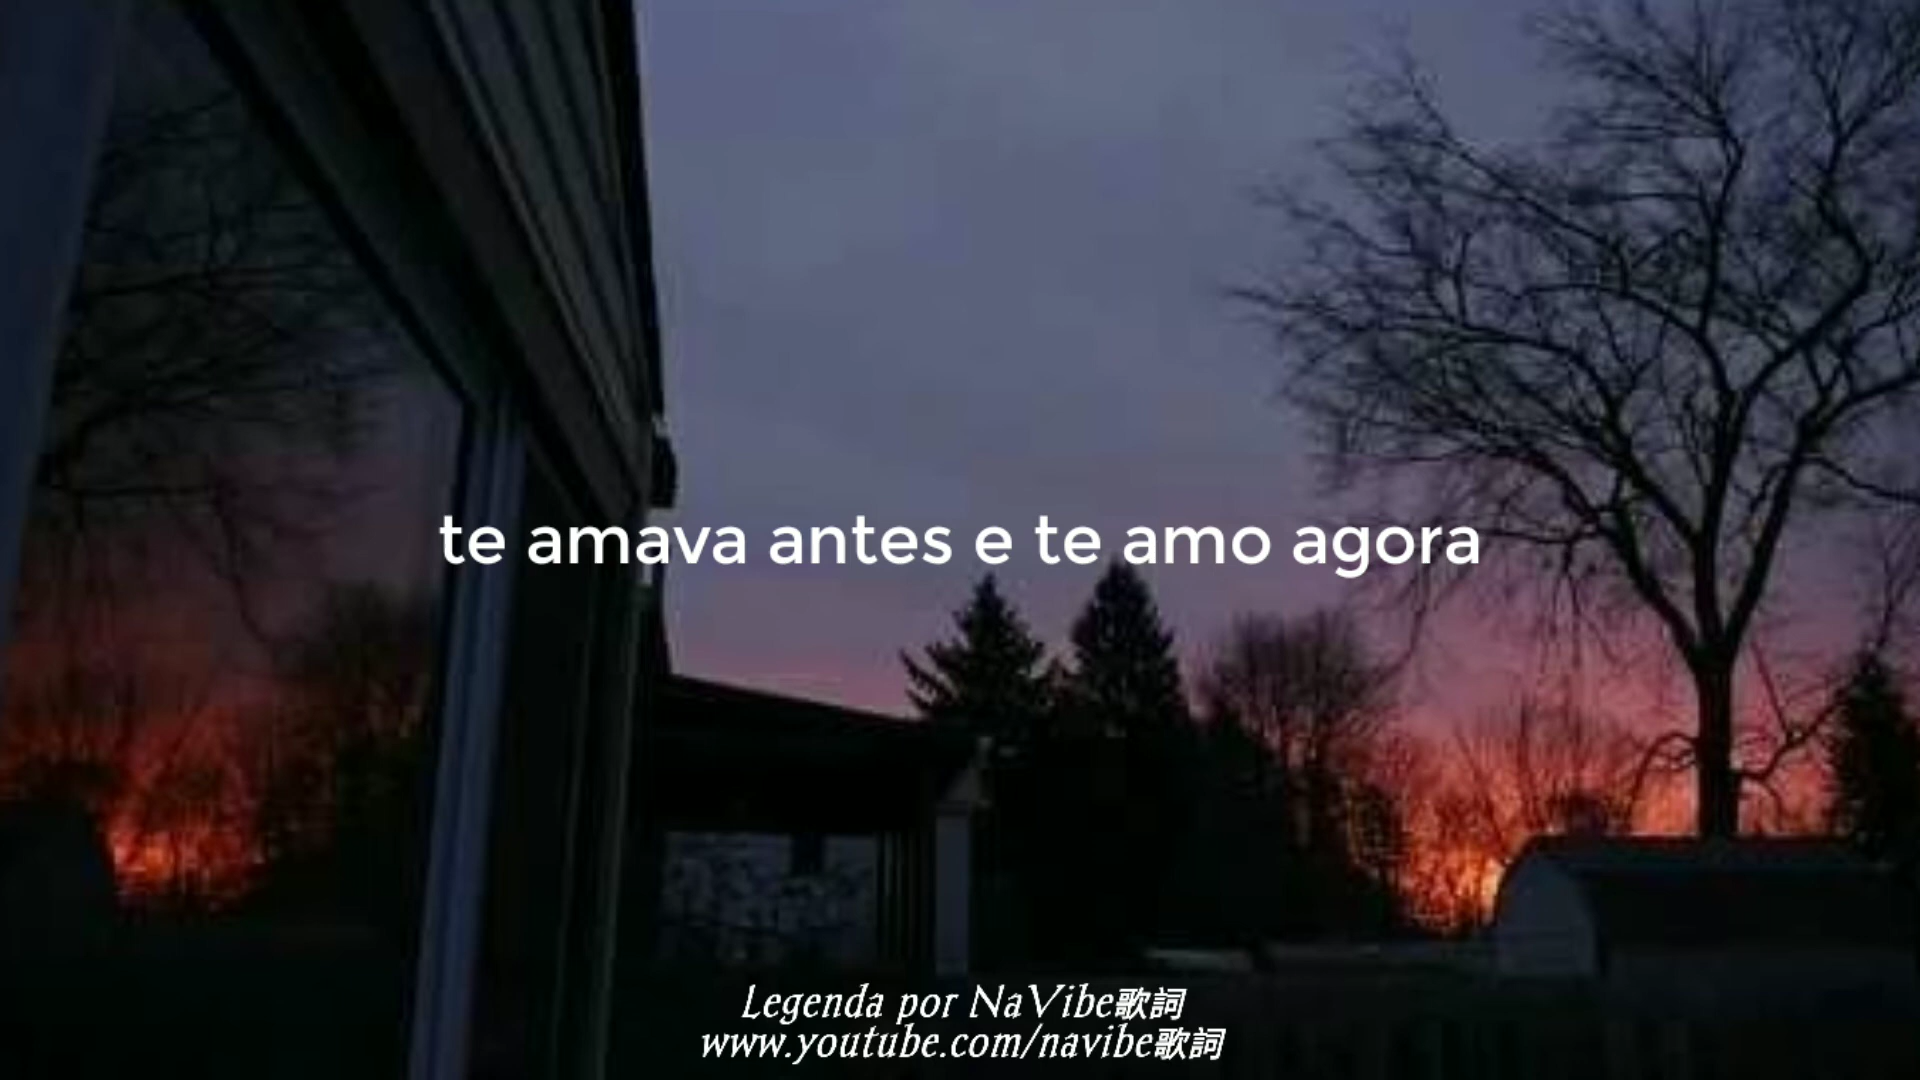 te amava antes e te amo agora
Legenda por NaVibe歌詞
www.youtube.com/navibe歌詞